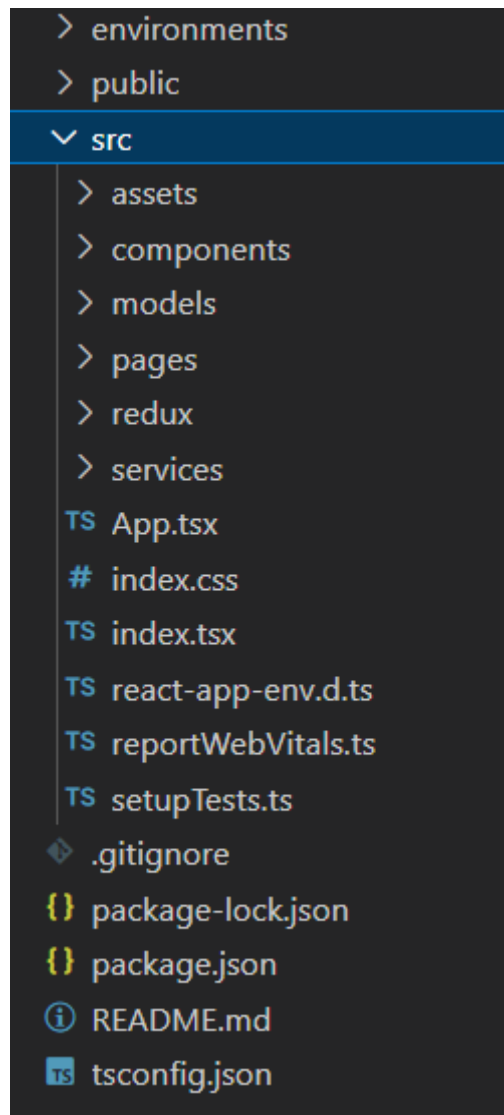 environments
public
src
assets
components
models
pages
redux
services
TS App.tsx
# index.css
TS index.tsx
TS react-app-env.d.ts
TS reportWebVitals.ts
TS setupTests.ts
.gitignore
{} package-lock.json
{} package.json
README.md
TS tsconfig.json